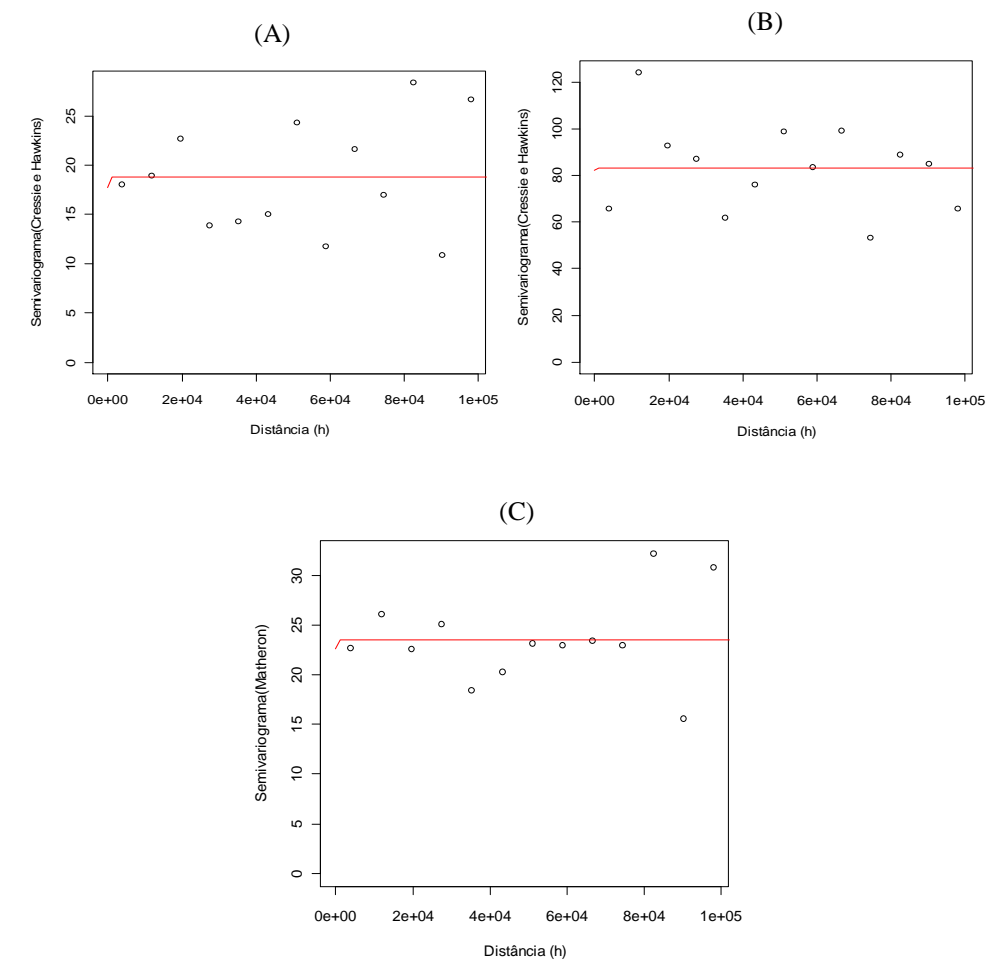 (A)
Semivariograma(Cressie e Hawkins)
0 5 10 15 20 25
0e+00 2e+04 4e+04 6e+04 8e+04 1e+05
Distância (h)
(B)
Semivariograma(Cressie e Hawkins)
0 20 40 60 80 100 120
0e+00 2e+04 4e+04 6e+04 8e+04 1e+05
Distância (h)
(C)
Semivariograma(Matheron)
0 5 10 15 20 25 30
0e+00 2e+04 4e+04 6e+04 8e+04 1e+05
Distância (h)